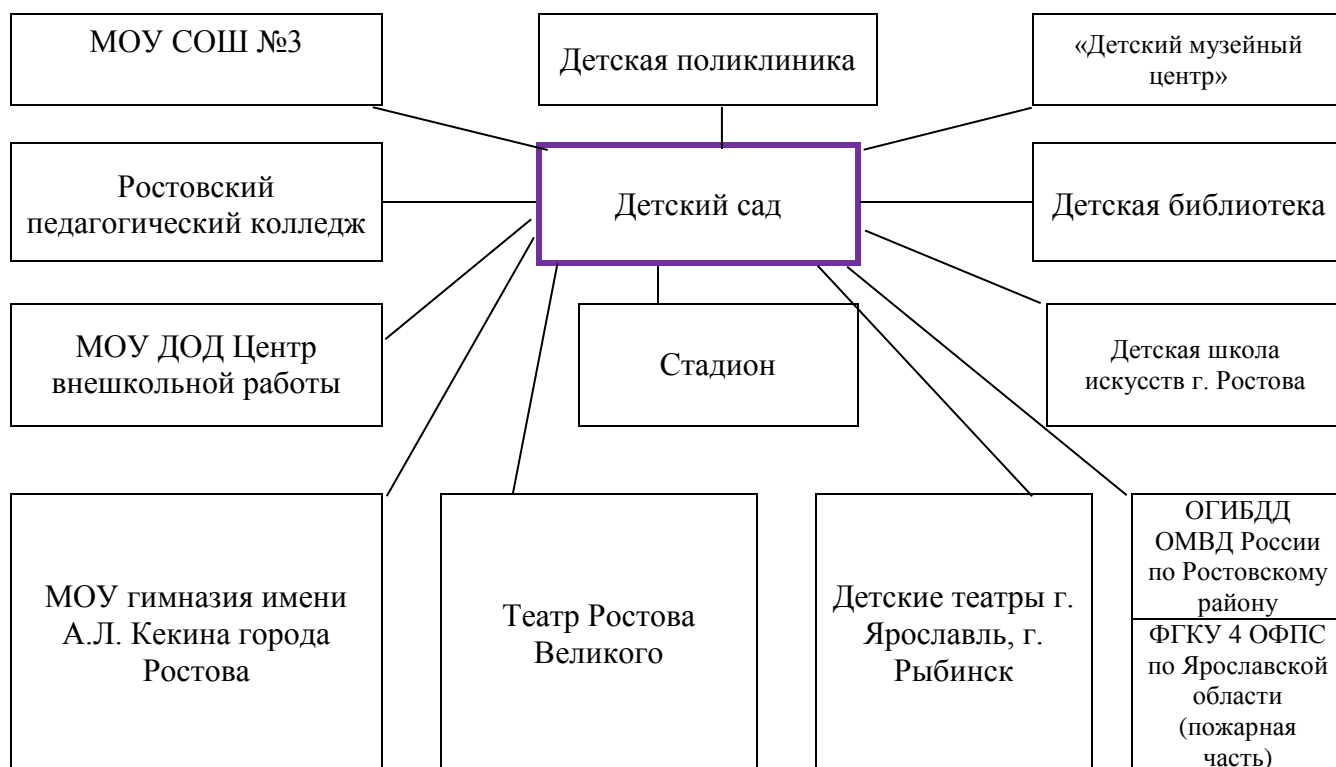 МОУ СОШ №3
Детская поликлиника
«Детский музейный
центр»
Ростовский
педагогический колледж
Детский сад
Детская библиотека
МОУ ДОД Центр
внешкольной работы
Стадион
Детская школа
искусств г. Ростова
МОУ гимназия имени
А.Л. Кекина города
Ростова
Театр Ростова
Великого
Детские театры г.
Ярославль, г.
Рыбинск
ОГИБДД
ОМВД России
по Ростовскому
району
ФГКУ 4 ОФПС
по Ярославской
области
(пожарная
часть)